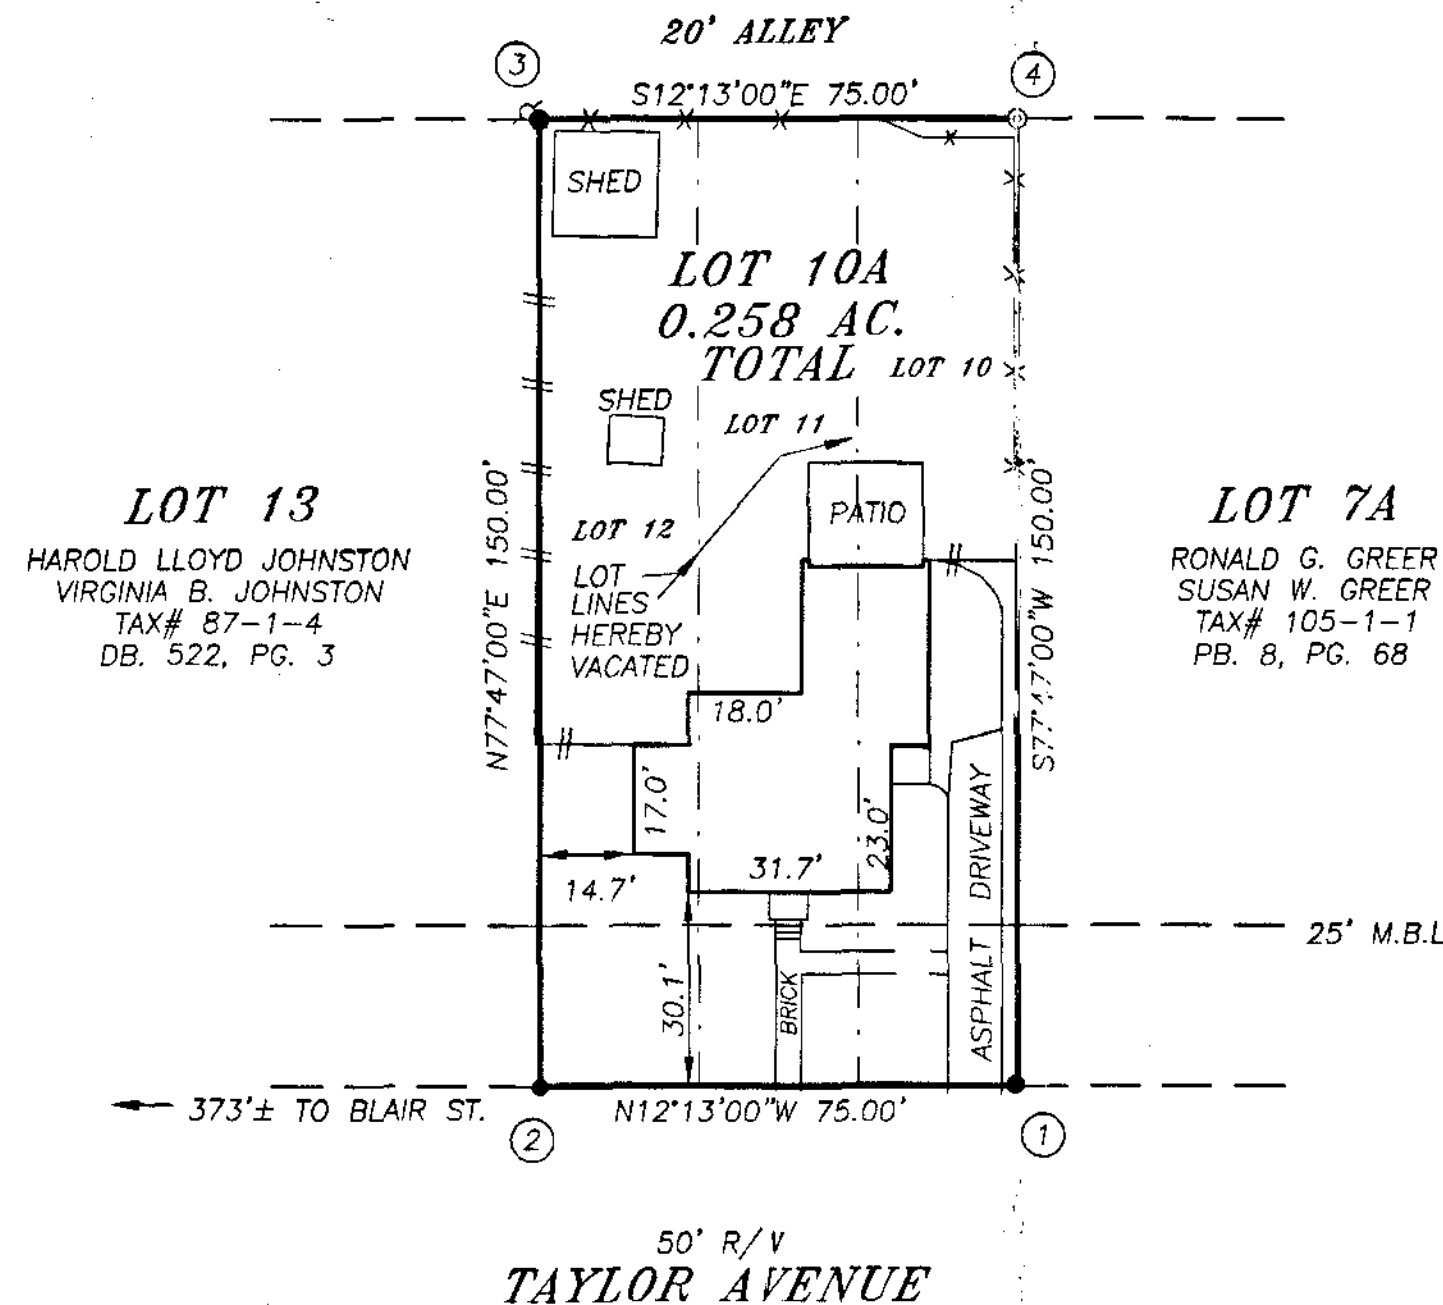 20' ALLEY
3
4
S12°13'00"E 75.00'
SHED
LOT 10A
0.258 AC.
TOTAL
LOT 10
SHED
LOT 11
LOT 12
LOT
LINES
HEREBY
VACATED
PATIO
N77°47'00"E 150.00'
S77°47'00"W 150.00'
LOT 13
HAROLD LLOYD JOHNSTON
VIRGINIA B. JOHNSTON
TAX# 87-1-4
DB. 522, PG. 3
LOT 7A
RONALD G. GREER
SUSAN W. GREER
TAX# 105-1-1
PB. 8, PG. 68
18.0'
17.0'
23.0'
31.7'
14.7'
30.1'
BRICK
ASPHALT DRIVEWAY
25' M.B.L
373'± TO BLAIR ST.
N12°13'00"W 75.00'
2
1
50' R/V
TAYLOR AVENUE